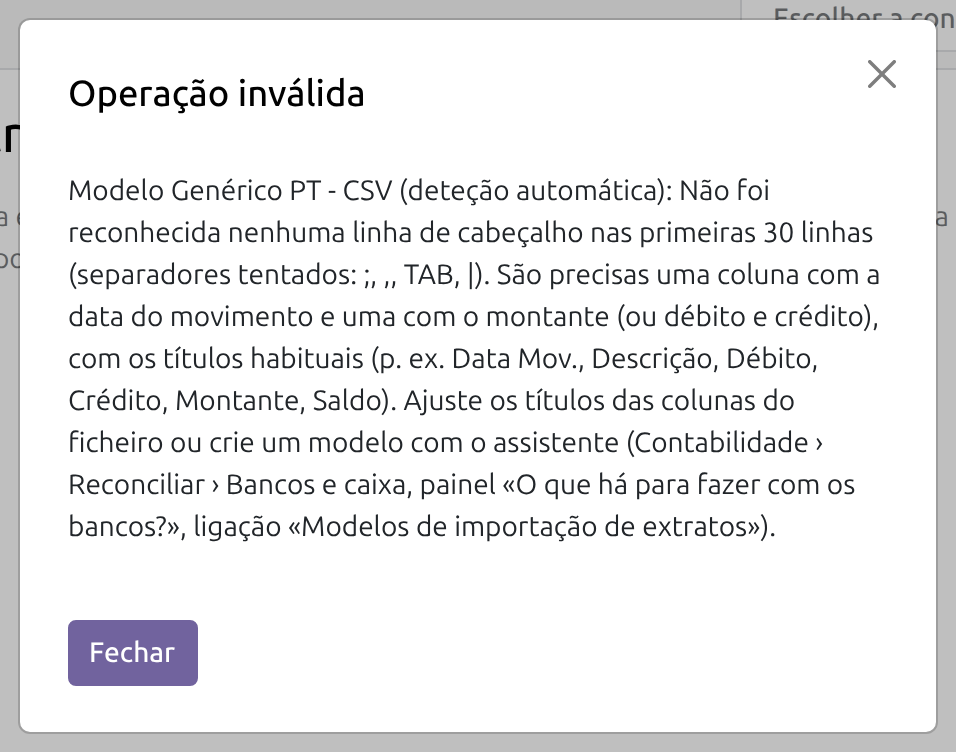 Escolher a con
Operação inválida
Modelo Genérico PT - CSV (deteção automática): Não foi
reconhecida nenhuma linha de cabeçalho nas primeiras 30 linhas
(separadores tentados: ;, ,, TAB, |). São precisas uma coluna com a
data do movimento e uma com o montante (ou débito e crédito),
com os títulos habituais (p. ex. Data Mov., Descrição, Débito,
Crédito, Montante, Saldo). Ajuste os títulos das colunas do
ficheiro ou crie um modelo com o assistente (Contabilidade ›
Reconciliar › Bancos e caixa, painel «O que há para fazer com os
bancos?», ligação «Modelos de importação de extratos»).
Fechar